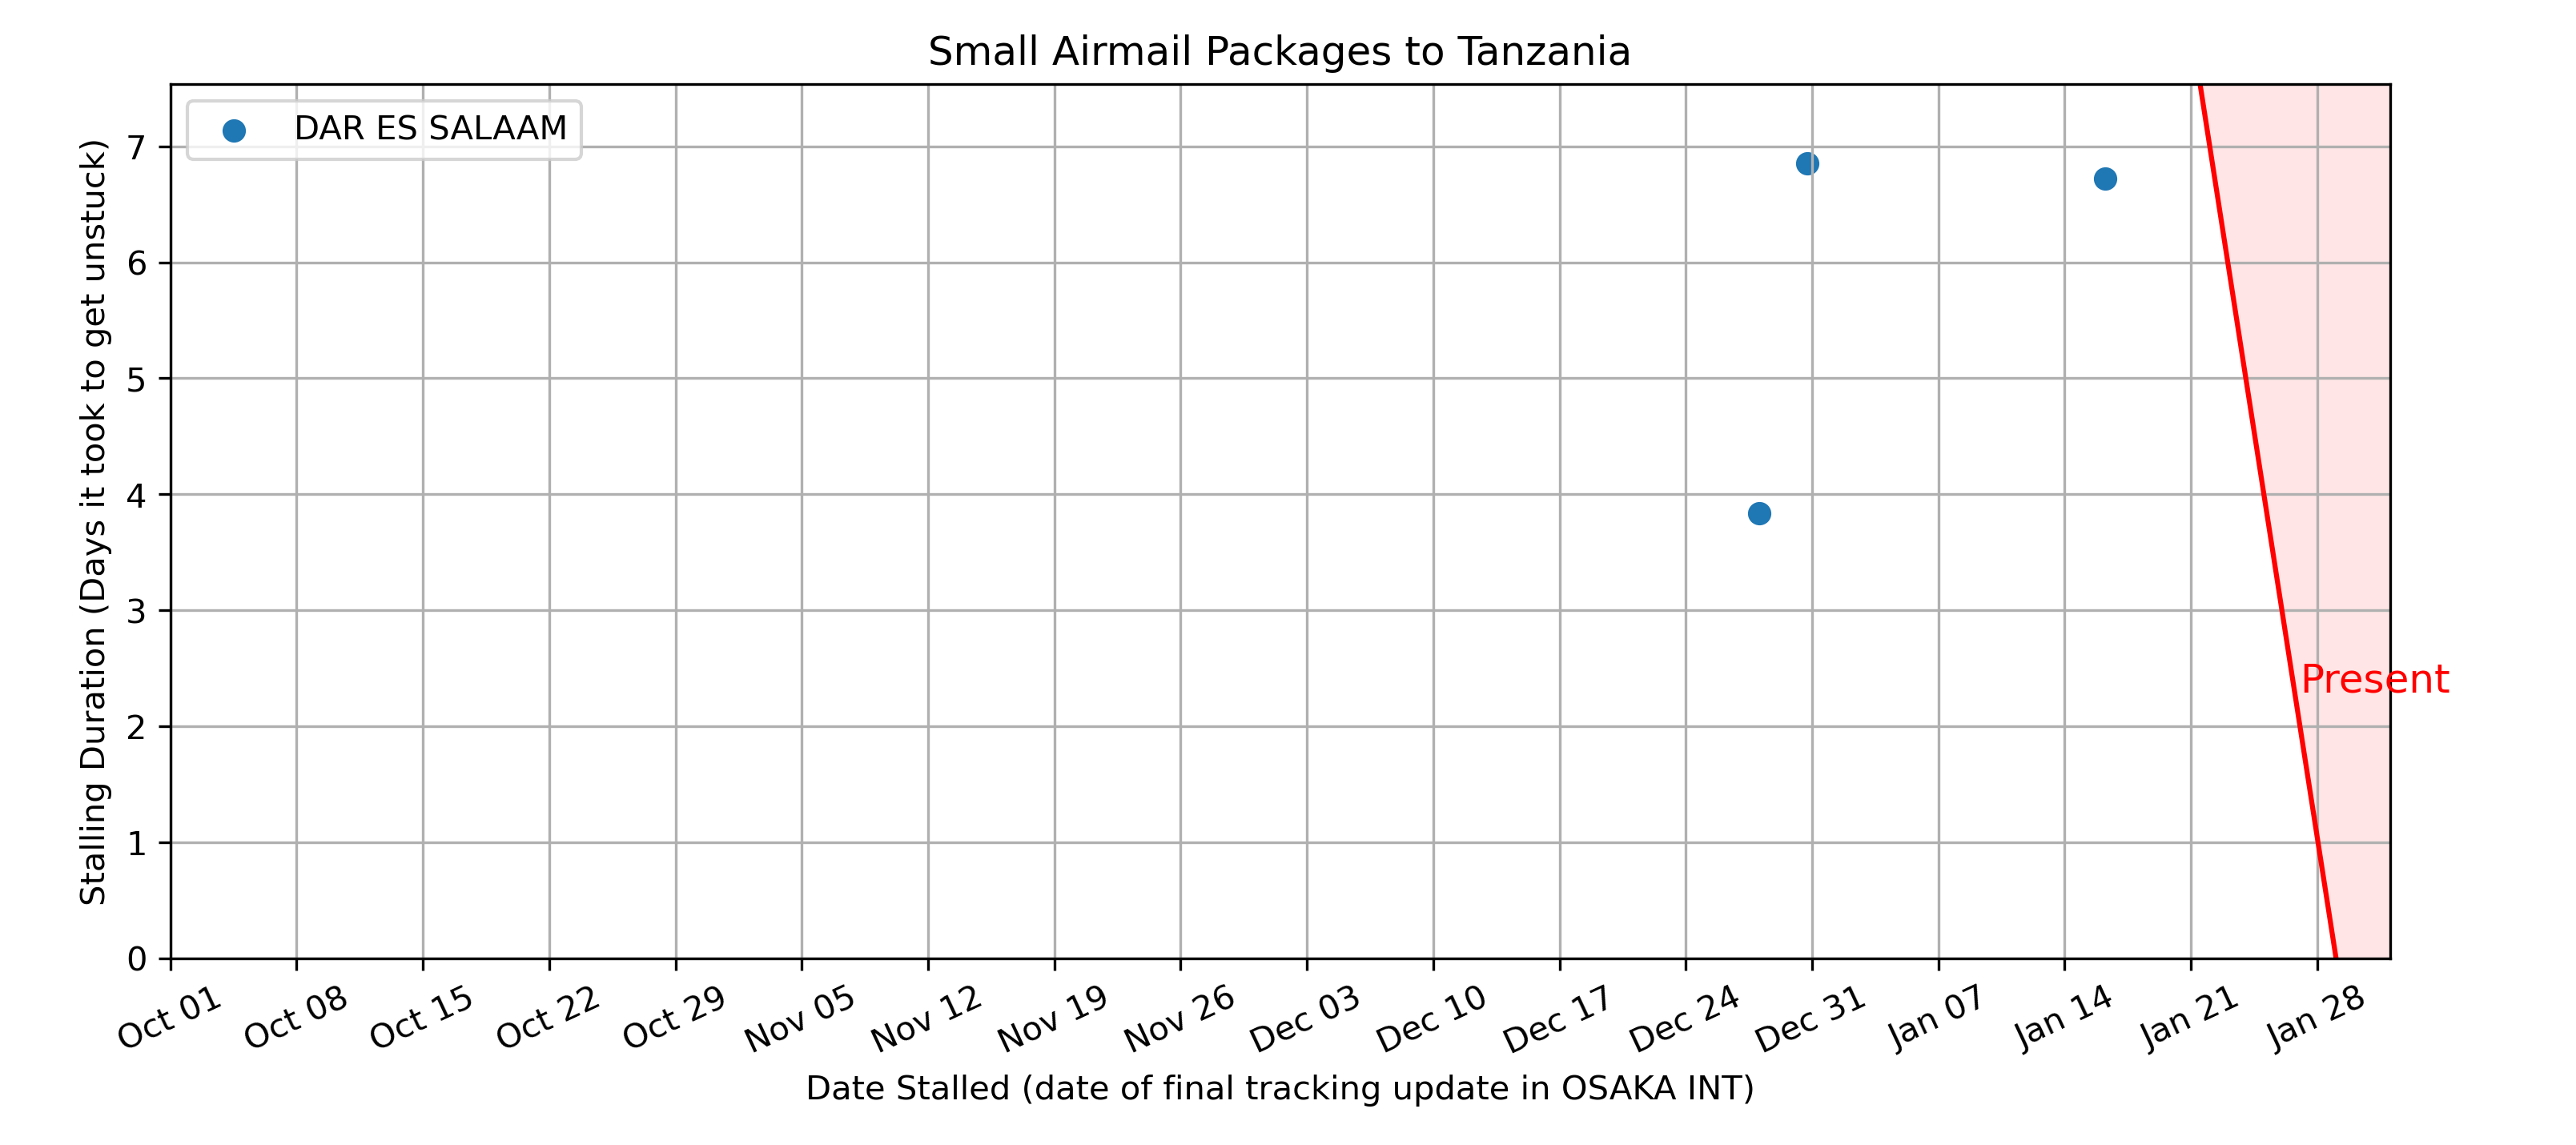 Small Airmail Packages to Tanzania
DAR ES SALAAM
Stalling Duration (Days it took to get unstuck)
7
6
5
4
3
2
1
0
Present
Oct 01
Oct 08
Oct 15
Oct 22
Oct 29
Nov 05
Nov 12
Nov 19
Nov 26
Dec 03
Dec 10
Dec 17
Dec 24
Dec 31
Jan 07
Jan 14
Jan 21
Jan 28
Date Stalled (date of final tracking update in OSAKA INT)